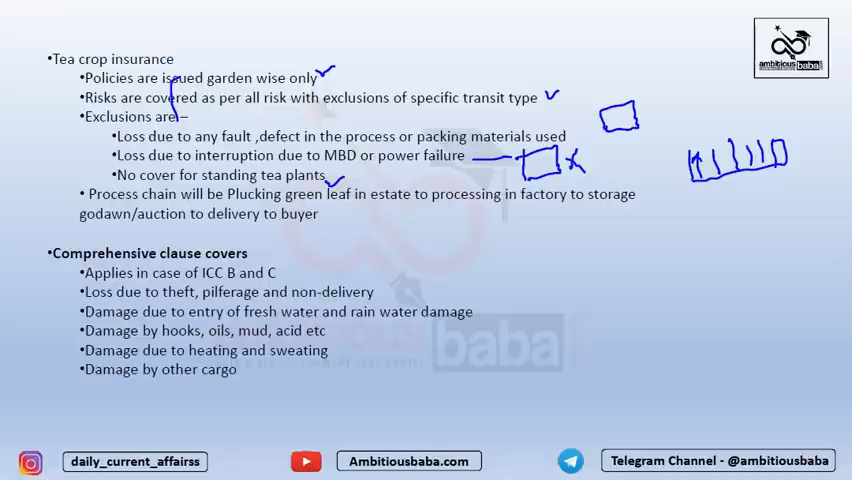 •Tea crop insurance
•Policies are issued garden wise only
•Risks are covered as per all risk with exclusions of specific transit type
•Exclusions are –
•Loss due to any fault ,defect in the process or packing materials used
•Loss due to interruption due to MBD or power failure
•No cover for standing tea plants
•Process chain will be Plucking green leaf in estate to processing in factory to storage
godawn/auction to delivery to buyer
•Comprehensive clause covers
•Applies in case of ICC B and C
•Loss due to theft, pilferage and non-delivery
•Damage due to entry of fresh water and rain water damage
•Damage by hooks, oils, mud, acid etc
•Damage due to heating and sweating
•Damage by other cargo
ambitiousbaba.com
baba
daily_current_affairss
Ambitiousbaba.com
Telegram Channel - @ambitiousbaba